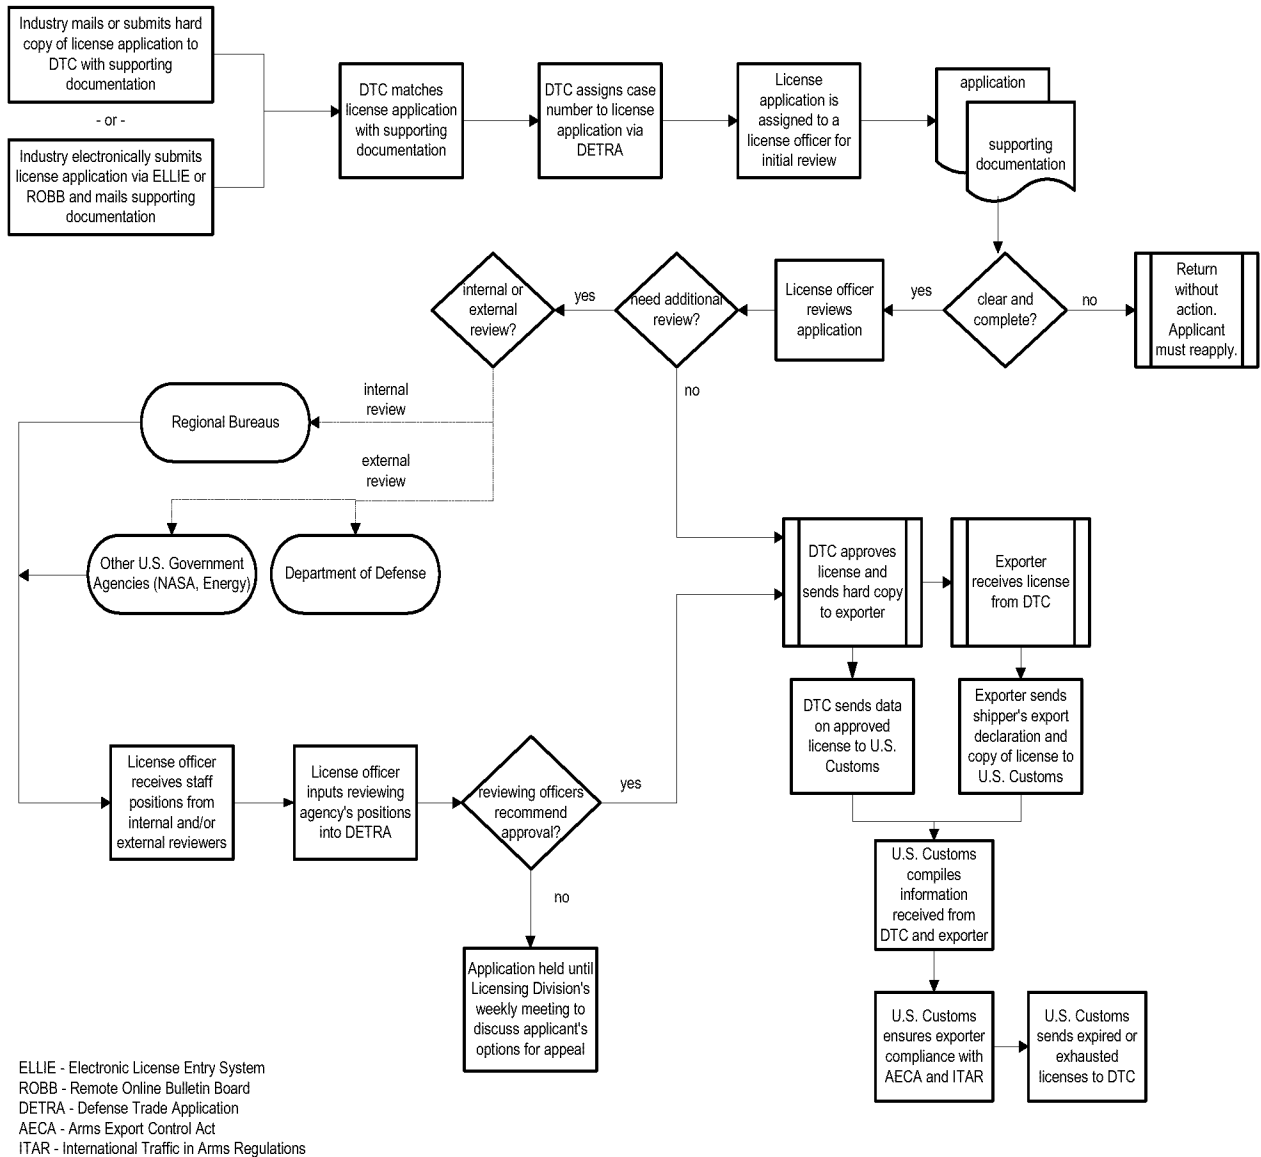 Industry mails or submits hard
copy of license application to
DTC with supporting
documentation
- or -
Industry electronically submits
license application via ELLIE or
ROBB and mails supporting
documentation
DTC matches
license application
with supporting
documentation
DTC assigns case
number to license
application via
DETRA
License
application is
assigned to a
license officer for
initial review
application
supporting
documentation
internal or
external
review?
yes
need additional
review?
License officer
reviews
application
yes
clear and
complete?
no
Return
without
action.
Applicant
must reapply.
no
internal
review
Regional Bureaus
external
review
Other U.S. Government
Agencies (NASA, Energy)
Department of Defense
DTC approves
license and
sends hard copy
to exporter
Exporter
receives license
from DTC
DTC sends data
on approved
license to U.S.
Customs
Exporter sends
shipper's export
declaration and
copy of license to
U.S. Customs
License officer
receives staff
positions from
internal and/or
external reviewers
License officer
inputs reviewing
agency's positions
into DETRA
reviewing officers
recommend
approval?
yes
no
Application held until
Licensing Division's
weekly meeting to
discuss applicant's
options for appeal
U.S. Customs
compiles
information
received from
DTC and exporter
U.S. Customs
ensures exporter
compliance with
AECA and ITAR
U.S. Customs
sends expired or
exhausted
licenses to DTC
ELLIE - Electronic License Entry System
ROBB - Remote Online Bulletin Board
DETRA - Defense Trade Application
AECA - Arms Export Control Act
ITAR - International Traffic in Arms Regulations